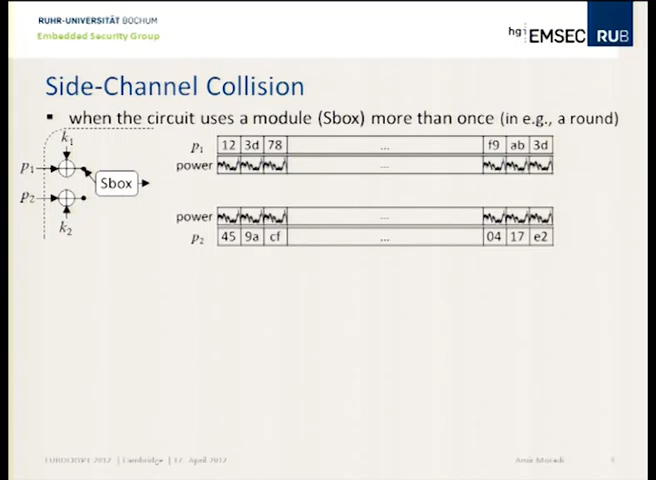 RUHR-UNIVERSITÄT BOCHUM
Embedded Security Group
hgi EMSEC RUB
Side-Channel Collision
▪ when the circuit uses a module (Sbox) more than once (in e.g., a round)
k1
p1
p2
k2
Sbox
p1 12 3d 78 ... f9 ab 3d
power ...
power ...
p2 45 9a cf ... 04 17 e2
EUROCRYPT 2012 | Cambridge | 17. April 2012 Amir Moradi